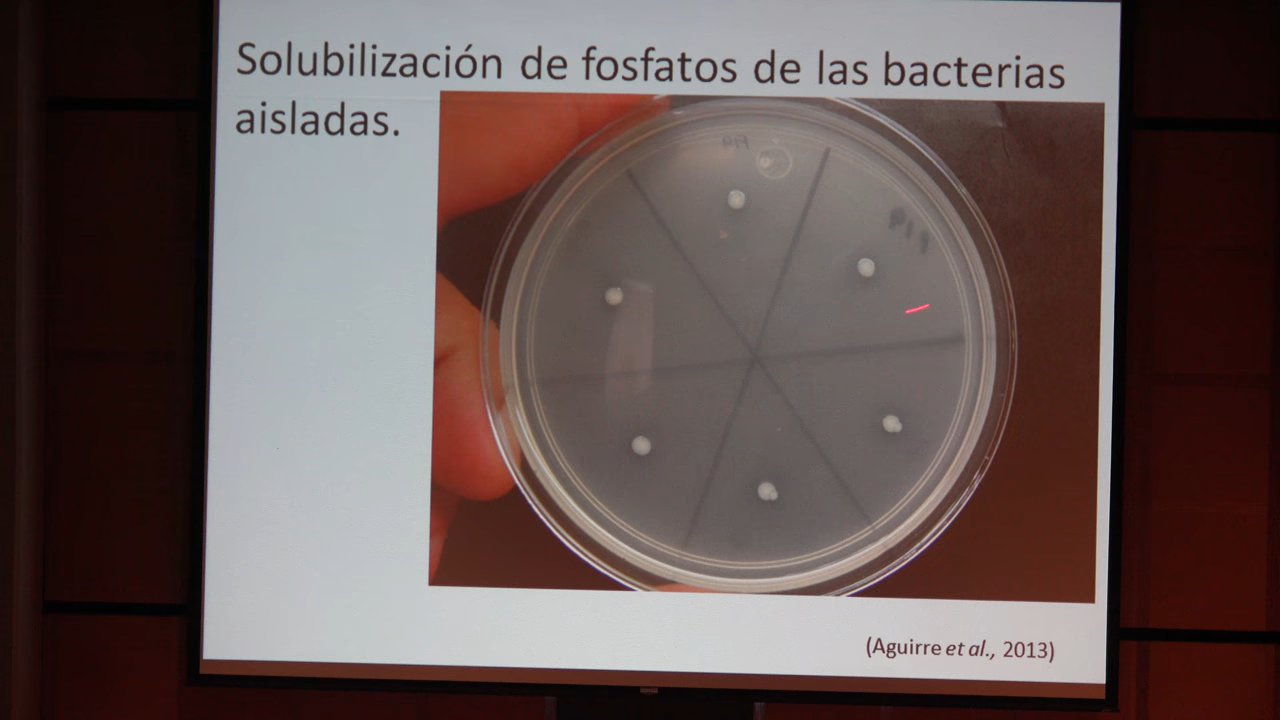 Solubilización de fosfatos de las bacterias
aisladas.
(Aguirre et al., 2013)